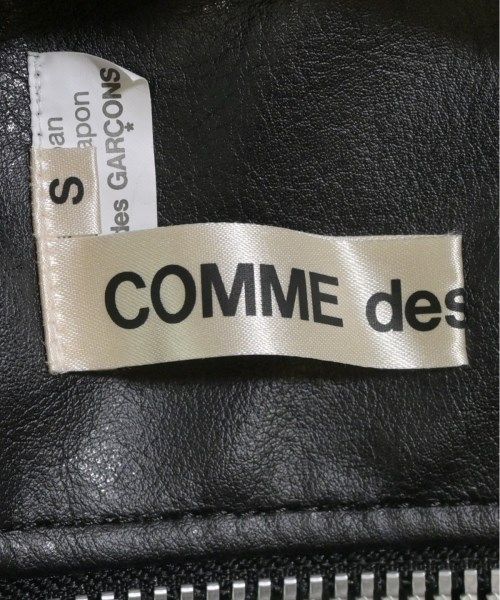 COMME des
S
an
apon
des GARÇONS
*